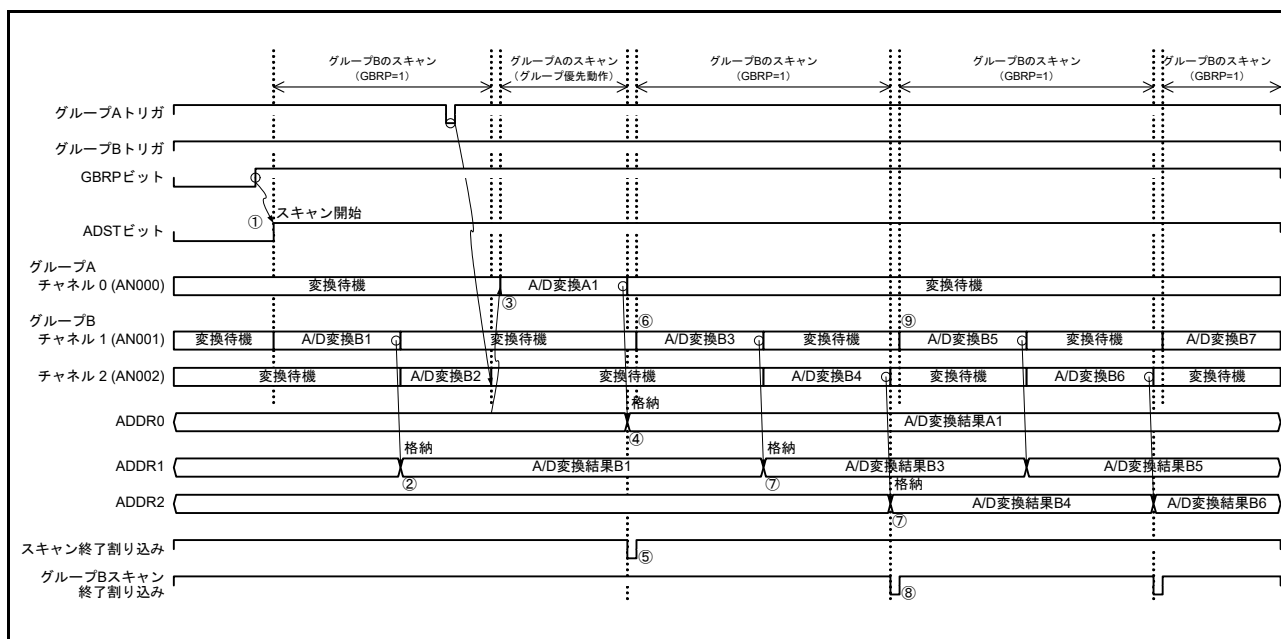 グループBのスキャン
(GBRP=1)
グループAのスキャン
(グループ優先動作)
グループBのスキャン
(GBRP=1)
グループBのスキャン
(GBRP=1)
グループBのスキャン
(GBRP=1)
グループAトリガ
グループBトリガ
GBRPビット
① スキャン開始
ADSTビット
グループA
チャネル 0 (AN000) 変換待機 A/D変換A1 変換待機
③
グループB ⑥ ⑨
チャネル 1 (AN001) 変換待機 A/D変換B1 変換待機 A/D変換B3 変換待機 A/D変換B5 変換待機 A/D変換B7
チャネル 2 (AN002) 変換待機 A/D変換B2 変換待機 A/D変換B4 変換待機 A/D変換B6 変換待機
格納
ADDR0 A/D変換結果A1
④
格納 格納
ADDR1 A/D変換結果B1 A/D変換結果B3 A/D変換結果B5
② ⑦
格納
ADDR2 A/D変換結果B4 A/D変換結果B6
⑦
スキャン終了割り込み ⑤
グループBスキャン
終了割り込み ⑧